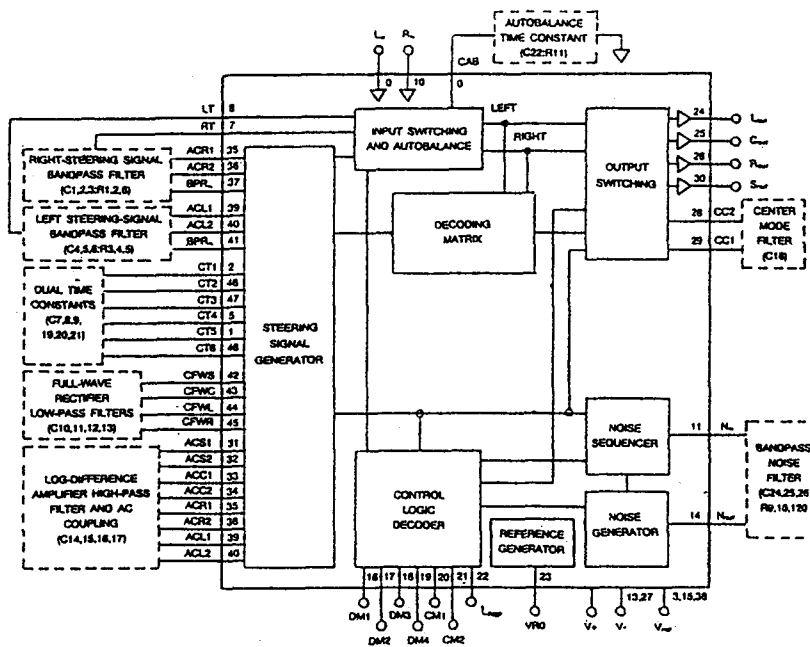 AUTOBALANCE
TIME CONSTANT
(C22:R11)
CAB
0
10
0
LT 8
RT 7
LEFT
RIGHT
INPUT SWITCHING
AND AUTOBALANCE
OUTPUT
SWITCHING
24
25
28
30
28 CC2
29 CC1
CENTER
MODE
FILTER
(C18)
RIGHT-STEERING SIGNAL
BANDPASS FILTER
(C1,2,3:R1,2,6)
ACR1 35
ACR2 36
37
LEFT STEERING-SIGNAL
BANDPASS FILTER
(C4,5,6:R3,4,5)
ACL1 39
ACL2 40
41
DECODING
MATRIX
DUAL TIME
CONSTANTS
(C7,8,9,
19,20,21)
CT1 2
CT2 46
CT3 47
CT4 5
CT5 1
CT6 48
STEERING
SIGNAL
GENERATOR
FULL-WAVE
RECTIFIER
LOW-PASS FILTERS
(C10,11,12,13)
CFWS 42
CFWC 43
CFWL 44
CFWR 45
LOG-DIFFERENCE
AMPLIFIER HIGH-PASS
FILTER AND AC
COUPLING
(C14,15,16,17)
ACS1 31
ACS2 32
ACC1 33
ACC2 34
ACR1 35
ACR2 36
ACL1 39
ACL2 40
CONTROL
LOGIC
DECODER
NOISE
SEQUENCER
11
BANDPASS
NOISE
FILTER
(C24,25,26
R9,10,120
NOISE
GENERATOR
14
REFERENCE
GENERATOR
16 17 18 19 20 21 22
23
13,27
3,15,38
DM1
DM2
DM3
DM4
CM1
CM2
VRO
V+
V-